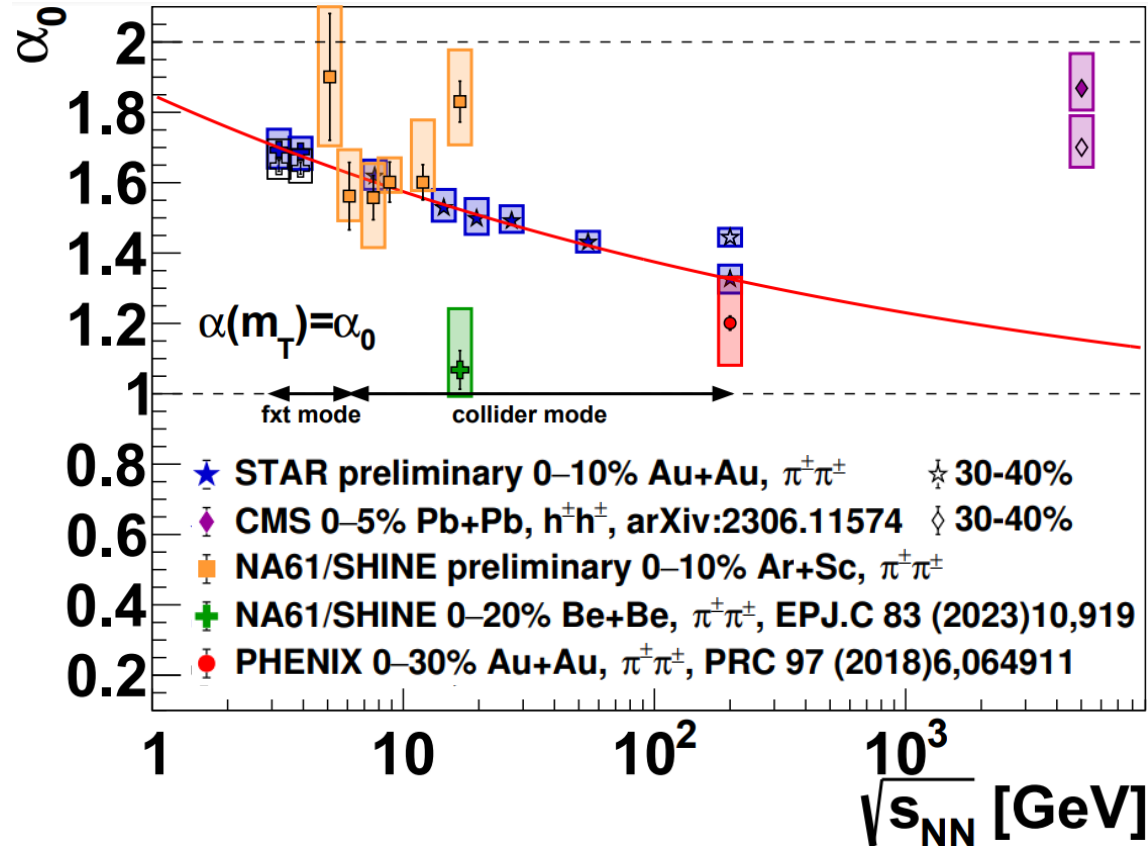 α₀
2
1.8
1.6
1.4
1.2
1
0.8
0.6
0.4
0.2
α(m_T)=α₀
fxt mode collider mode
STAR preliminary 0–10% Au+Au, π±π± 30-40%
CMS 0–5% Pb+Pb, h±h±, arXiv:2306.11574 30-40%
NA61/SHINE preliminary 0–10% Ar+Sc, π±π±
NA61/SHINE 0–20% Be+Be, π±π±, EPJ.C 83 (2023)10,919
PHENIX 0–30% Au+Au, π±π±, PRC 97 (2018)6,064911
1 10 10² 10³
√s_NN [GeV]